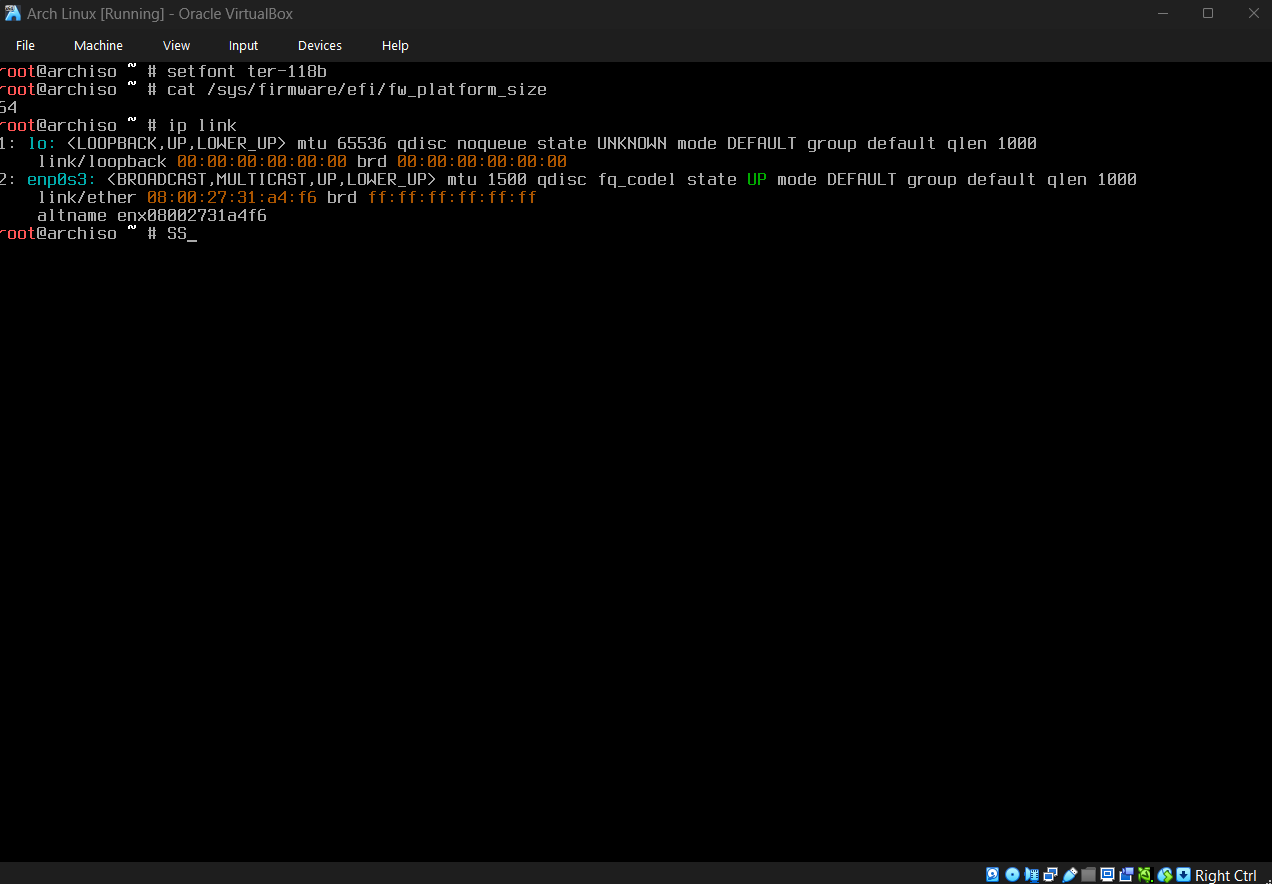 Arch Linux [Running] - Oracle VirtualBox
File Machine View Input Devices Help
root@archiso ~ # setfont ter-118b
root@archiso ~ # cat /sys/firmware/efi/fw_platform_size
64
root@archiso ~ # ip link
1: lo: <LOOPBACK,UP,LOWER_UP> mtu 65536 qdisc noqueue state UNKNOWN mode DEFAULT group default qlen 1000
    link/loopback 00:00:00:00:00:00 brd 00:00:00:00:00:00
2: enp0s3: <BROADCAST,MULTICAST,UP,LOWER_UP> mtu 1500 qdisc fq_codel state UP mode DEFAULT group default qlen 1000
    link/ether 08:00:27:31:a4:f6 brd ff:ff:ff:ff:ff:ff
    altname enx08002731a4f6
root@archiso ~ # SS_
Right Ctrl